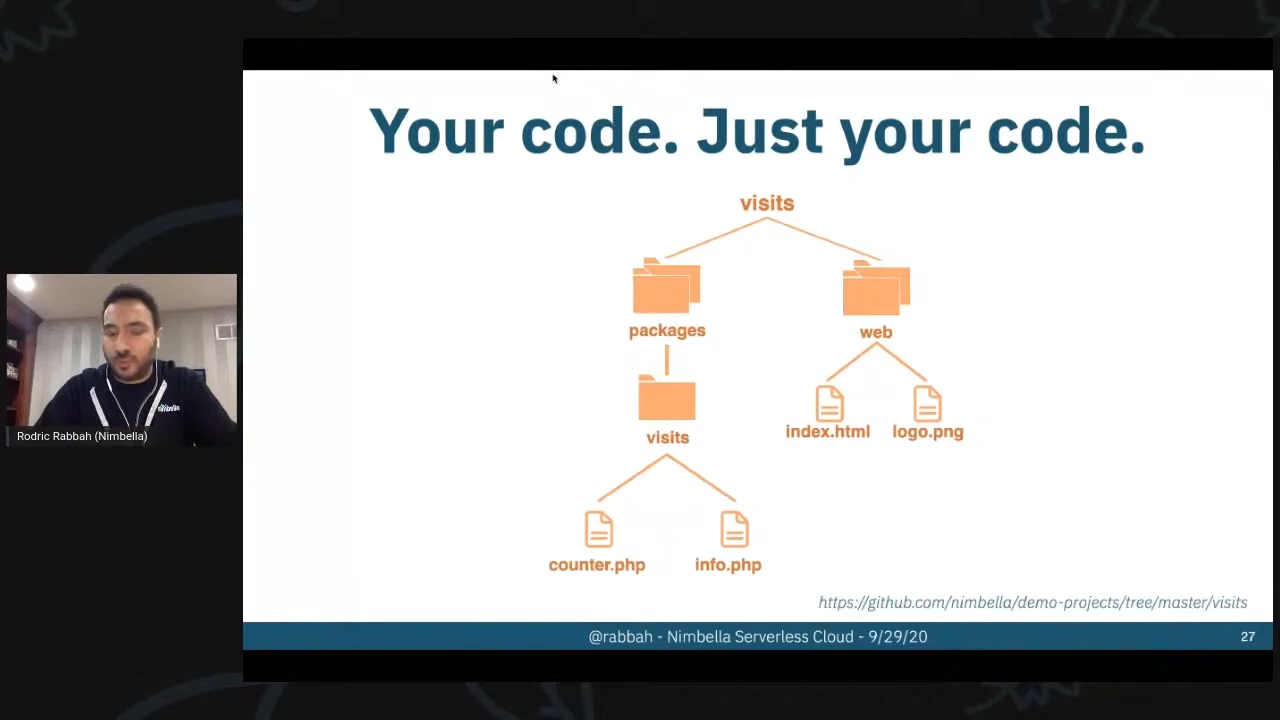 Your code. Just your code.
visits
packages
web
index.html
logo.png
visits
counter.php
info.php
https://github.com/nimbella/demo-projects/tree/master/visits
@rabbah - Nimbella Serverless Cloud - 9/29/20
27
nimbella
Rodric Rabbah (Nimbella)